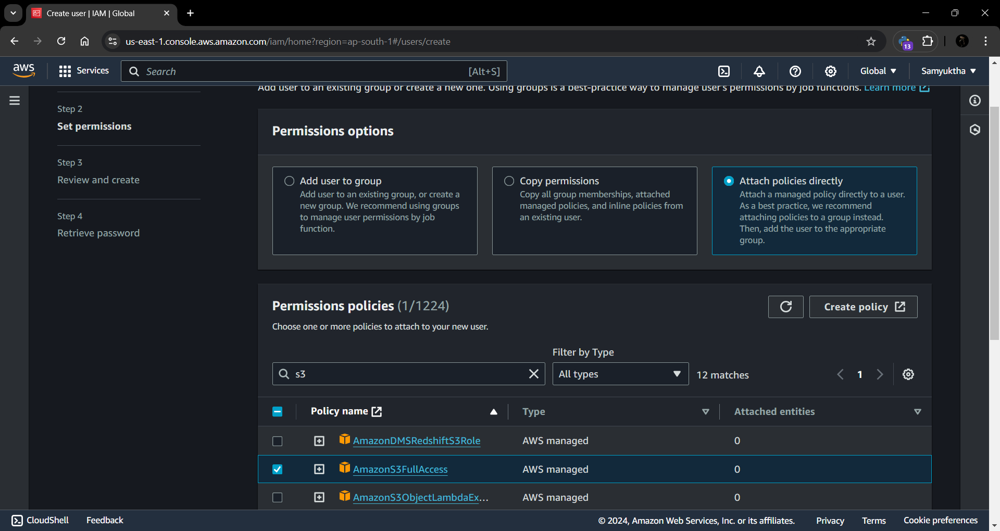 Create user | IAM | Global
us-east-1.console.aws.amazon.com/iam/home?region=ap-south-1#/users/create
13
aws
Services
Search
[Alt+S]
Global
Samyuktha
Add user to an existing group or create a new one. Using groups is a best-practice way to manage user's permissions by job functions. Learn more
Step 2
Set permissions
Step 3
Review and create
Step 4
Retrieve password
Permissions options
Add user to group
Add user to an existing group, or create a
new group. We recommend using groups
to manage user permissions by job
function.
Copy permissions
Copy all group memberships, attached
managed policies, and inline policies from
an existing user.
Attach policies directly
Attach a managed policy directly to a user.
As a best practice, we recommend
attaching policies to a group instead.
Then, add the user to the appropriate
group.
Permissions policies (1/1224)
Choose one or more policies to attach to your new user.
Create policy
Filter by Type
s3
All types
12 matches
1
Policy name
Type
Attached entities
AmazonDMSRedshiftS3Role
AWS managed
0
AmazonS3FullAccess
AWS managed
0
AmazonS3ObjectLambdaEx...
AWS managed
0
CloudShell
Feedback
© 2024, Amazon Web Services, Inc. or its affiliates.
Privacy
Terms
Cookie preferences